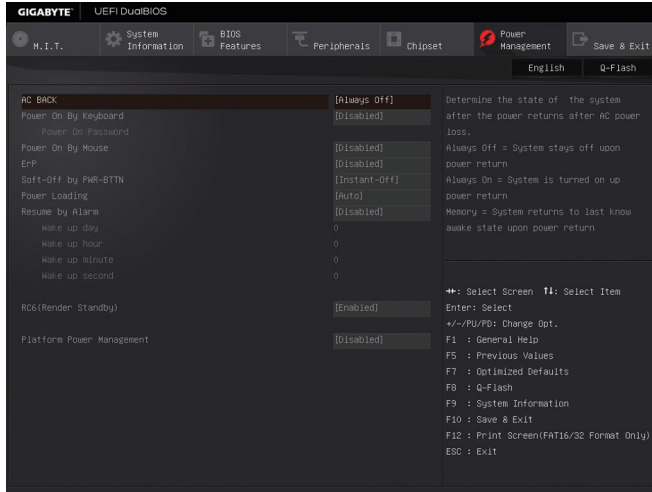 GIGABYTE™ UEFI DualBIOS
M.I.T. System Information BIOS Features Peripherals Chipset Power Management Save & Exit
English Q-Flash
AC BACK [Always Off]
Power On By Keyboard [Disabled]
Power On Password
Power On By Mouse [Disabled]
ErP [Disabled]
Soft-Off by PWR-BTTN [Instant-Off]
Power Loading [Auto]
Resume by Alarm [Disabled]
Wake up day 0
Wake up hour 0
Wake up minute 0
Wake up second 0
RC6(Render Standby) [Enabled]
Platform Power Management [Disabled]
Determine the state of the system
after the power returns after AC power
loss.
Always Off = System stays off upon
power return
Always On = System is turned on up
power return
Memory = System returns to last know
awake state upon power return
→←: Select Screen ↑↓: Select Item
Enter: Select
+/-/PU/PD: Change Opt.
F1 : General Help
F5 : Previous Values
F7 : Optimized Defaults
F8 : Q-Flash
F9 : System Information
F10 : Save & Exit
F12 : Print Screen(FAT16/32 Format Only)
ESC : Exit